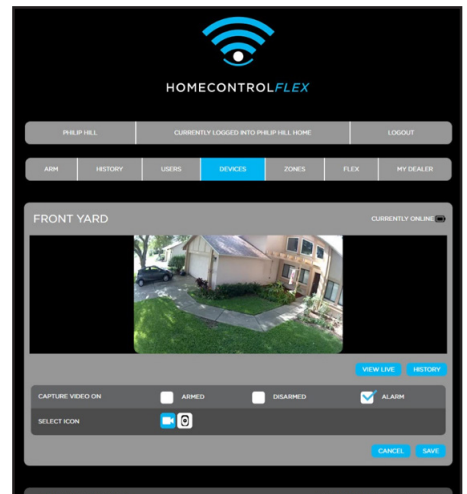 HOMECONTROLFLEX
PHILIP HILL CURRENTLY LOGGED INTO PHILIP HILL HOME LOGOUT
ARM HISTORY USERS DEVICES ZONES FLEX MY DEALER
FRONT YARD CURRENTLY ONLINE
VIEW LIVE HISTORY
CAPTURE VIDEO ON ARMED DISARMED ALARM
SELECT ICON
CANCEL SAVE